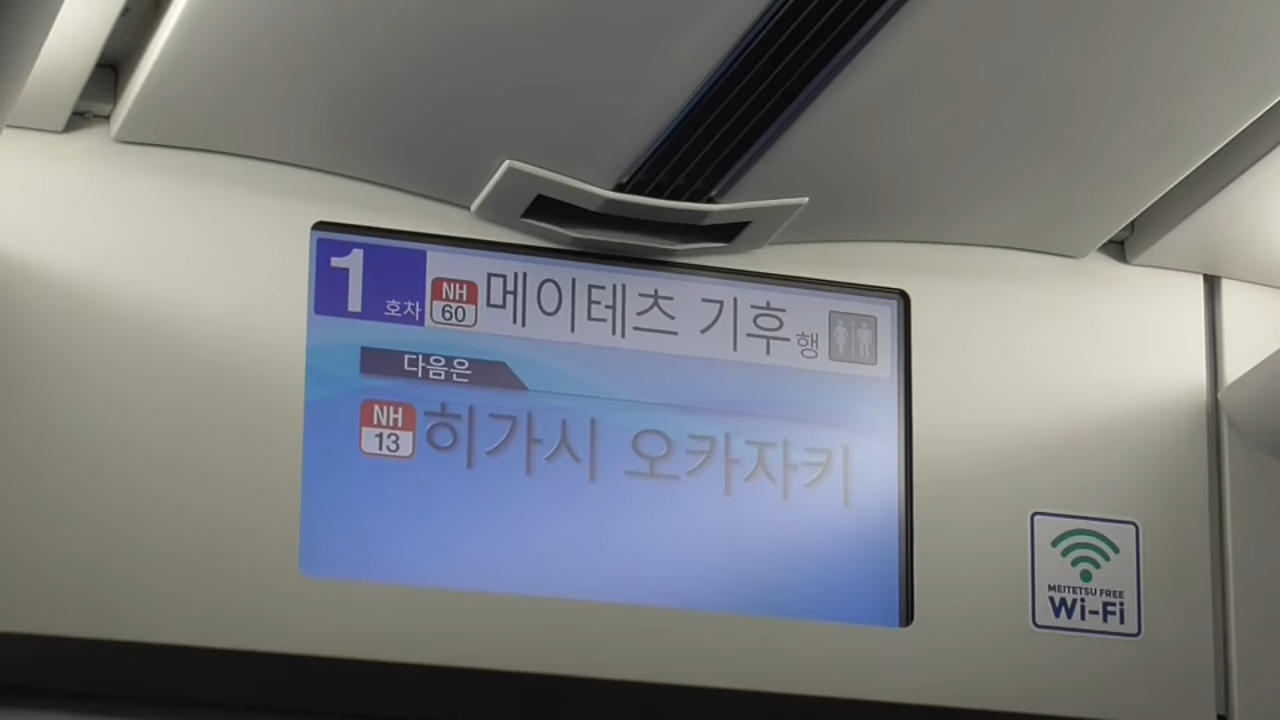 1 호차 NH 60 메이테츠 기후 행
다음은
NH 13 히가시 오카자키
MEITETSU FREE
Wi-Fi